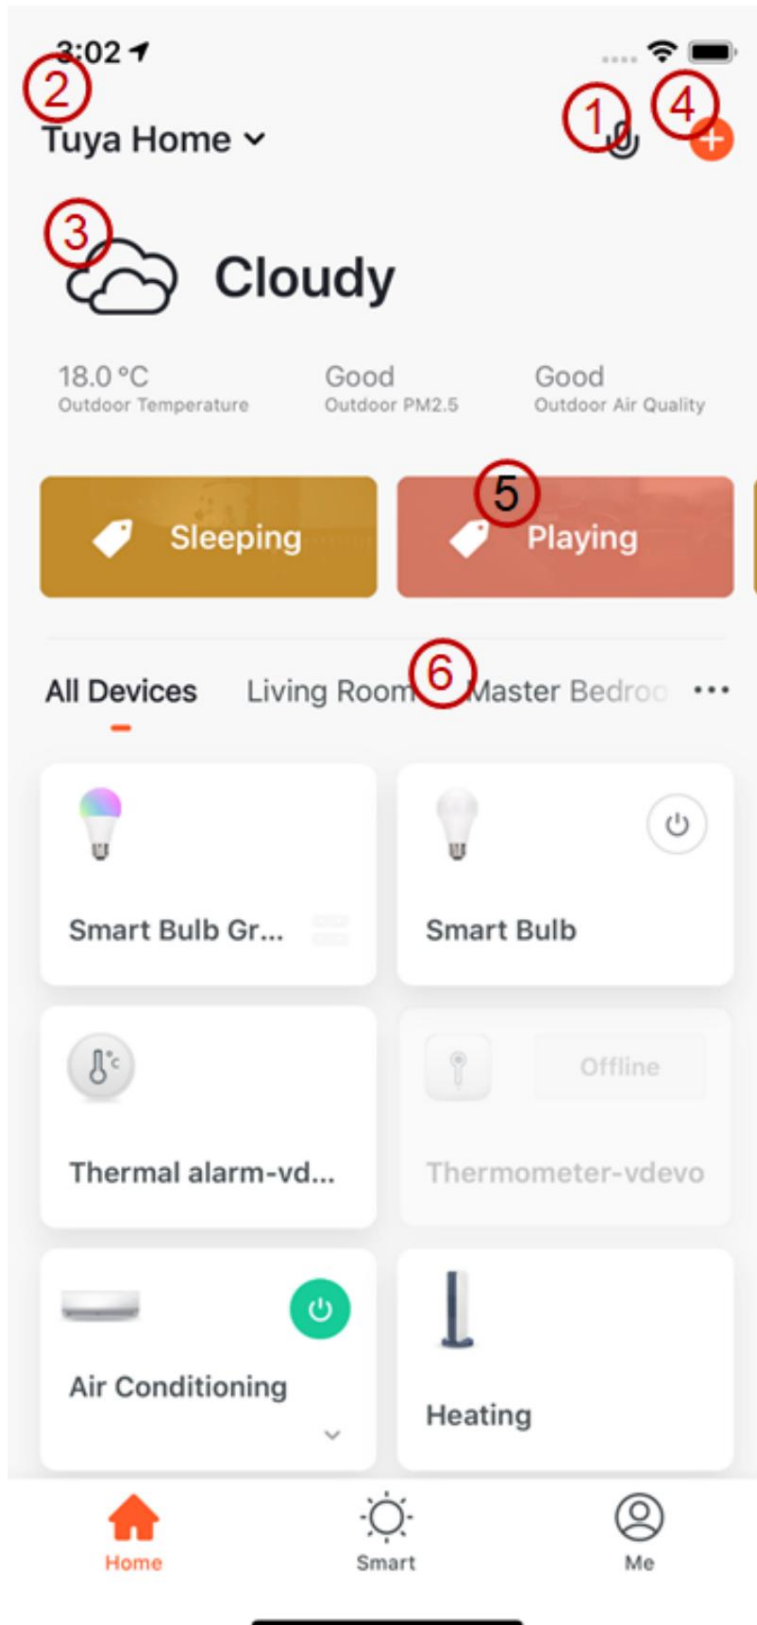 3:02
2
1
4
Tuya Home
3
Cloudy
18.0 °C Good Good
Outdoor Temperature Outdoor PM2.5 Outdoor Air Quality
5
Sleeping Playing
6
All Devices Living Room Master Bedroo ...
Smart Bulb Gr... Smart Bulb
°C
Offline
Thermal alarm-vd... Thermometer-vdevo
Air Conditioning
Heating
Home Smart Me